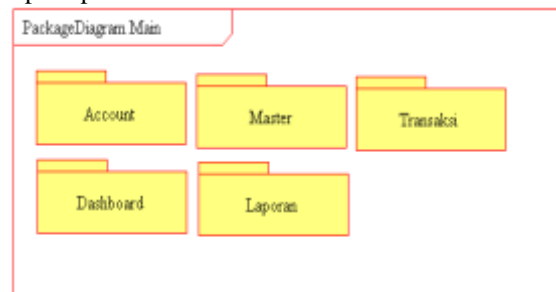 PackageDiagram Main
Account
Master
Transaksi
Dashboard
Laporan